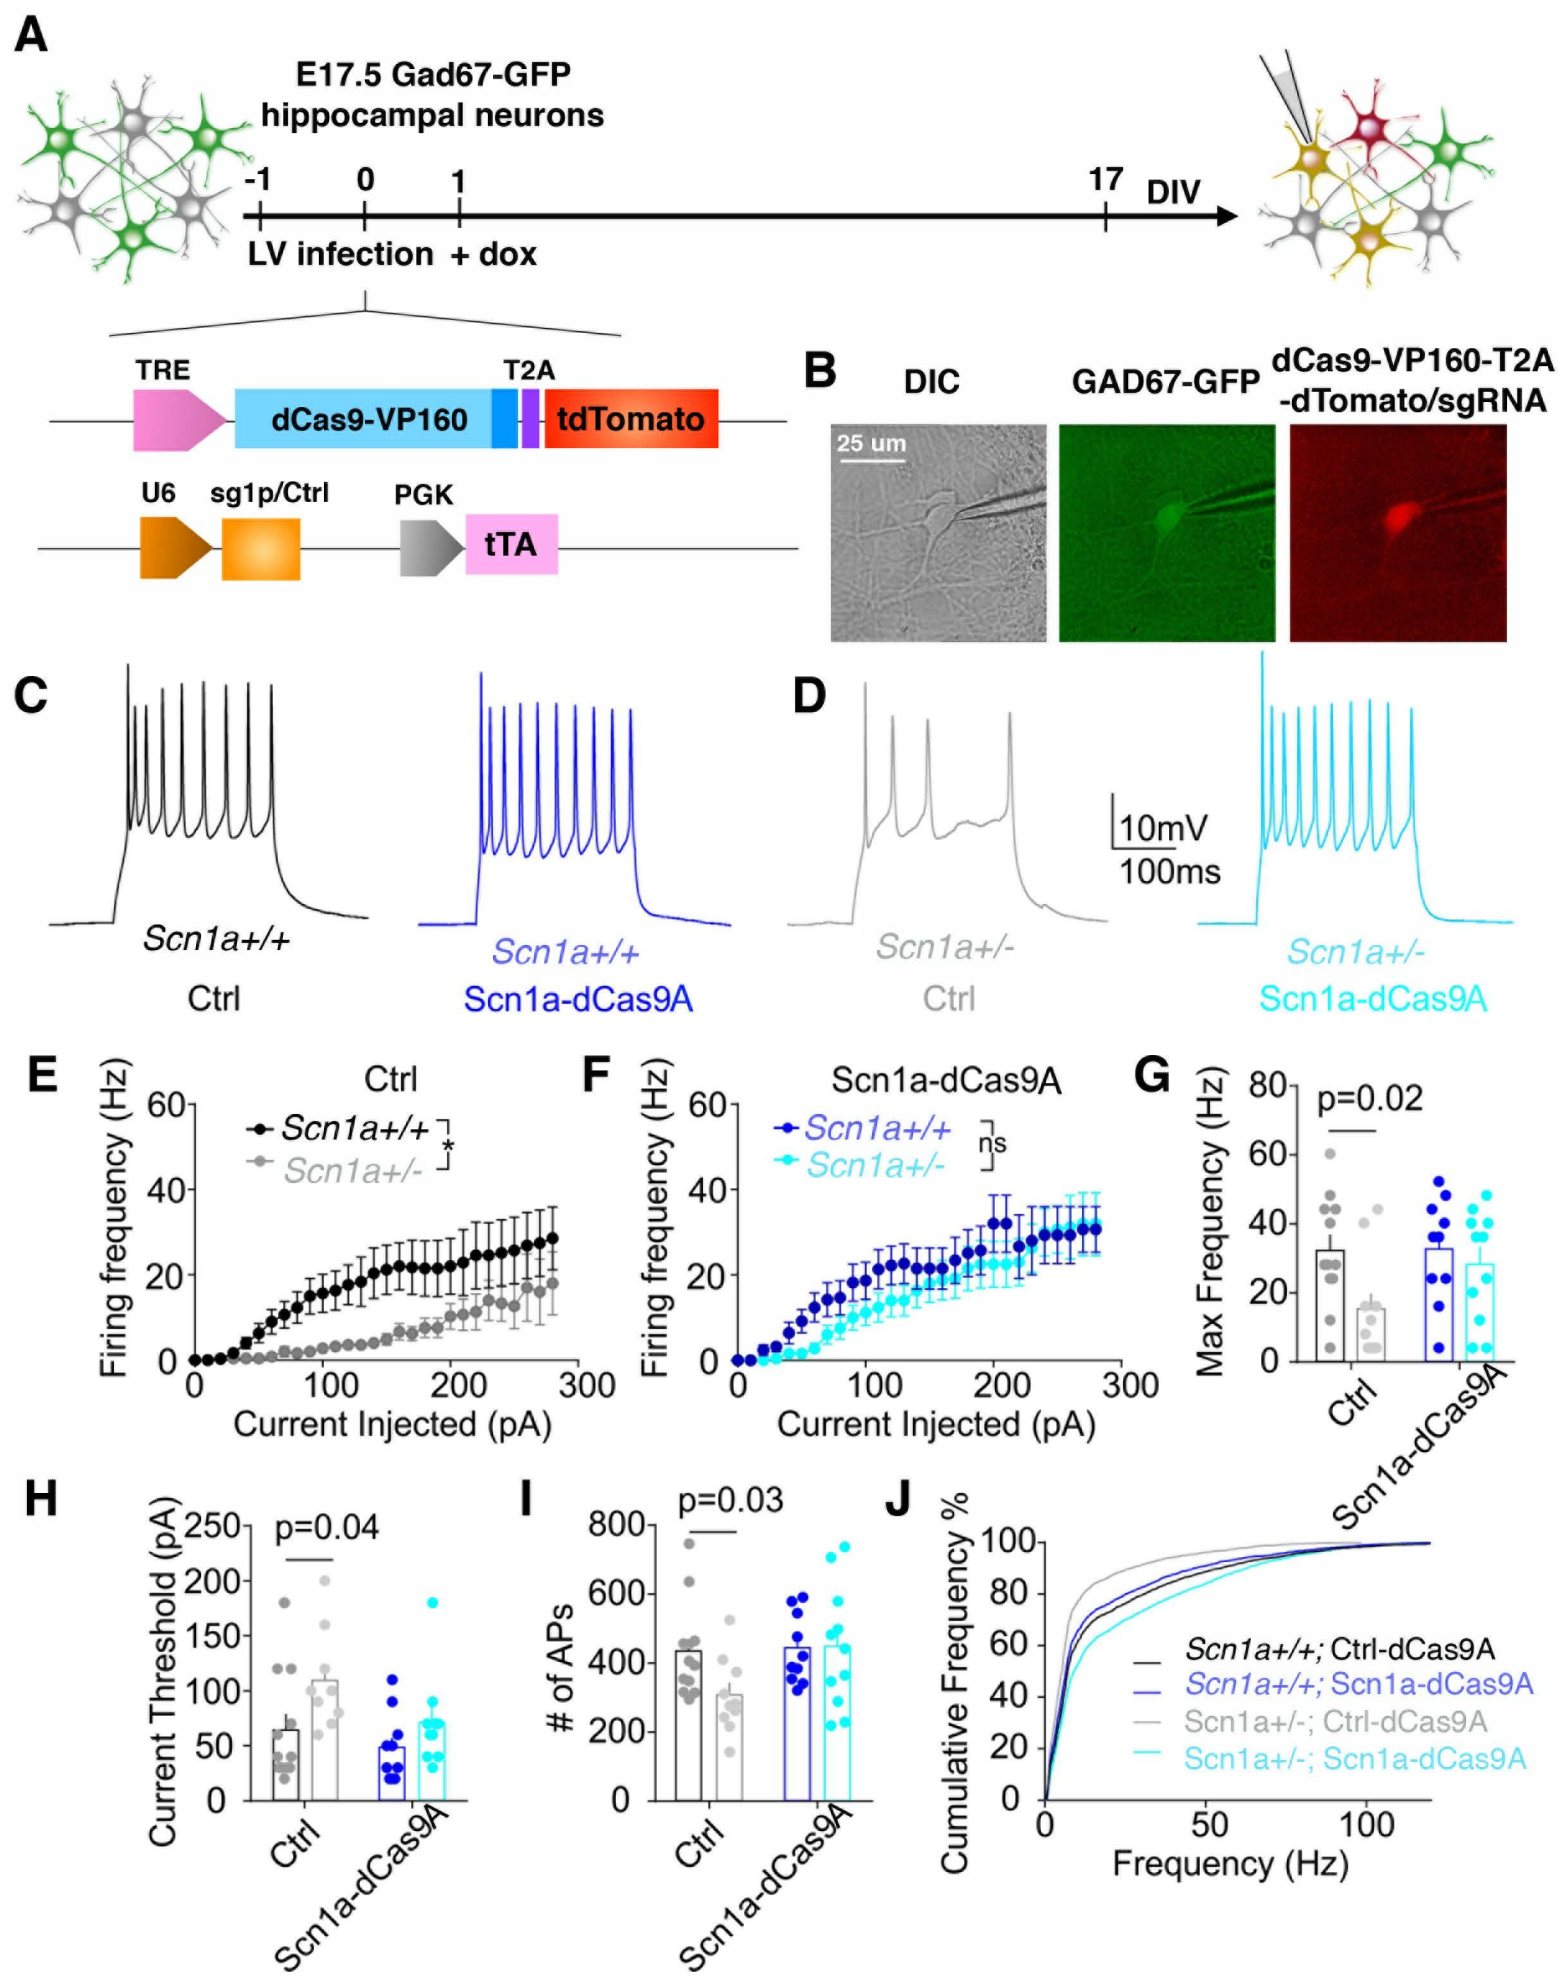 A
E17.5 Gad67-GFP
hippocampal neurons
-1 0 1 17 DIV
LV infection + dox
TRE T2A
dCas9-VP160 tdTomato
U6 sg1p/Ctrl PGK
tTA
B
DIC GAD67-GFP dCas9-VP160-T2A
-dTomato/sgRNA
25 um
C
Scn1a+/+
Ctrl
Scn1a+/+
Scn1a-dCas9A
D
Scn1a+/-
Ctrl
10mV
100ms
Scn1a+/-
Scn1a-dCas9A
E
Ctrl
Firing frequency (Hz)
60
40
20
0
Scn1a+/+
Scn1a+/-
*
0 100 200 300
Current Injected (pA)
F
Scn1a-dCas9A
Firing frequency (Hz)
60
40
20
0
Scn1a+/+
Scn1a+/-
ns
0 100 200 300
Current Injected (pA)
G
Max Frequency (Hz)
80
60
40
20
0
p=0.02
Ctrl
Scn1a-dCas9A
H
Current Threshold (pA)
250
200
150
100
50
0
p=0.04
Ctrl
Scn1a-dCas9A
I
# of APs
800
600
400
200
0
p=0.03
Ctrl
Scn1a-dCas9A
J
Cumulative Frequency %
100
80
60
40
20
0
Scn1a+/+; Ctrl-dCas9A
Scn1a+/+; Scn1a-dCas9A
Scn1a+/-; Ctrl-dCas9A
Scn1a+/-; Scn1a-dCas9A
0 50 100
Frequency (Hz)